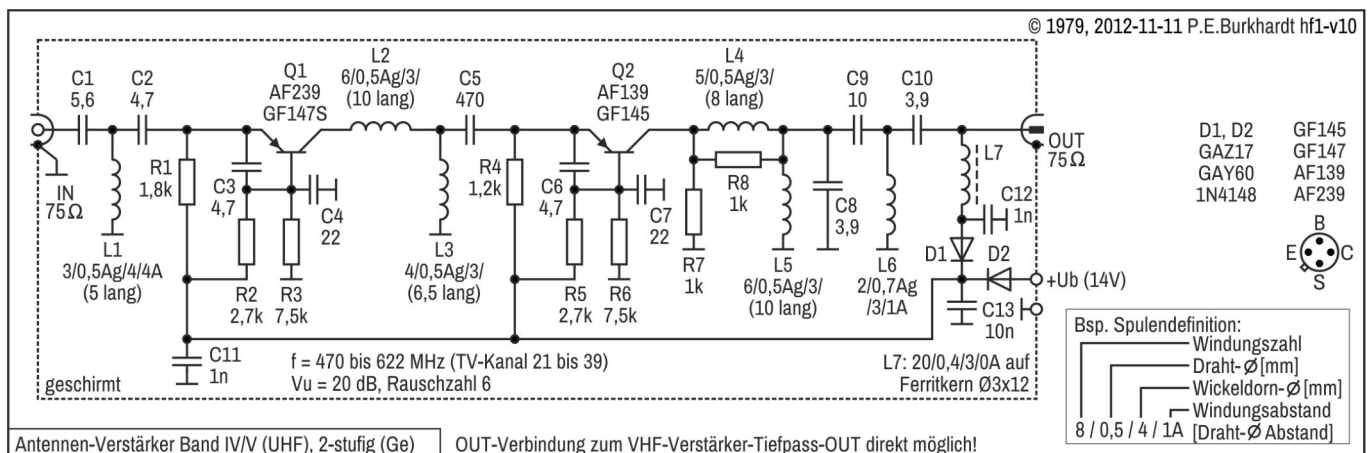 © 1979, 2012-11-11 P.E.Burkhardt hf1-v10
C1
5,6
C2
4,7
Q1
AF239
GF147S
L2
6/0,5Ag/3/
(10 lang)
C5
470
Q2
AF139
GF145
L4
5/0,5Ag/3/
(8 lang)
C9
10
C10
3,9
OUT
75Ω
IN
75Ω
L1
3/0,5Ag/4/4A
(5 lang)
R1
1,8k
C3
4,7
C4
22
R2
2,7k
R3
7,5k
L3
4/0,5Ag/3/
(6,5 lang)
R4
1,2k
C6
4,7
C7
22
R5
2,7k
R6
7,5k
R8
1k
R7
1k
L5
6/0,5Ag/3/
(10 lang)
C8
3,9
L6
2/0,7Ag
/3/1A
L7
C12
1n
D1
D2
+Ub (14V)
C13
10n
C11
1n
geschirmt
f = 470 bis 622 MHz (TV-Kanal 21 bis 39)
Vu = 20 dB, Rauschzahl 6
L7: 20/0,4/3/0A auf
Ferritkern Ø3x12
D1, D2 GF145
GAZ17 GF147
GAY60 AF139
1N4148 AF239
B
E C
S
Bsp. Spulendefinition:
Windungszahl
Draht-Ø [mm]
Wickeldorn-Ø [mm]
Windungsabstand
8 / 0,5 / 4 / 1A [Draht-Ø Abstand]
Antennen-Verstärker Band IV/V (UHF), 2-stufig (Ge)
OUT-Verbindung zum VHF-Verstärker-Tiefpass-OUT direkt möglich!